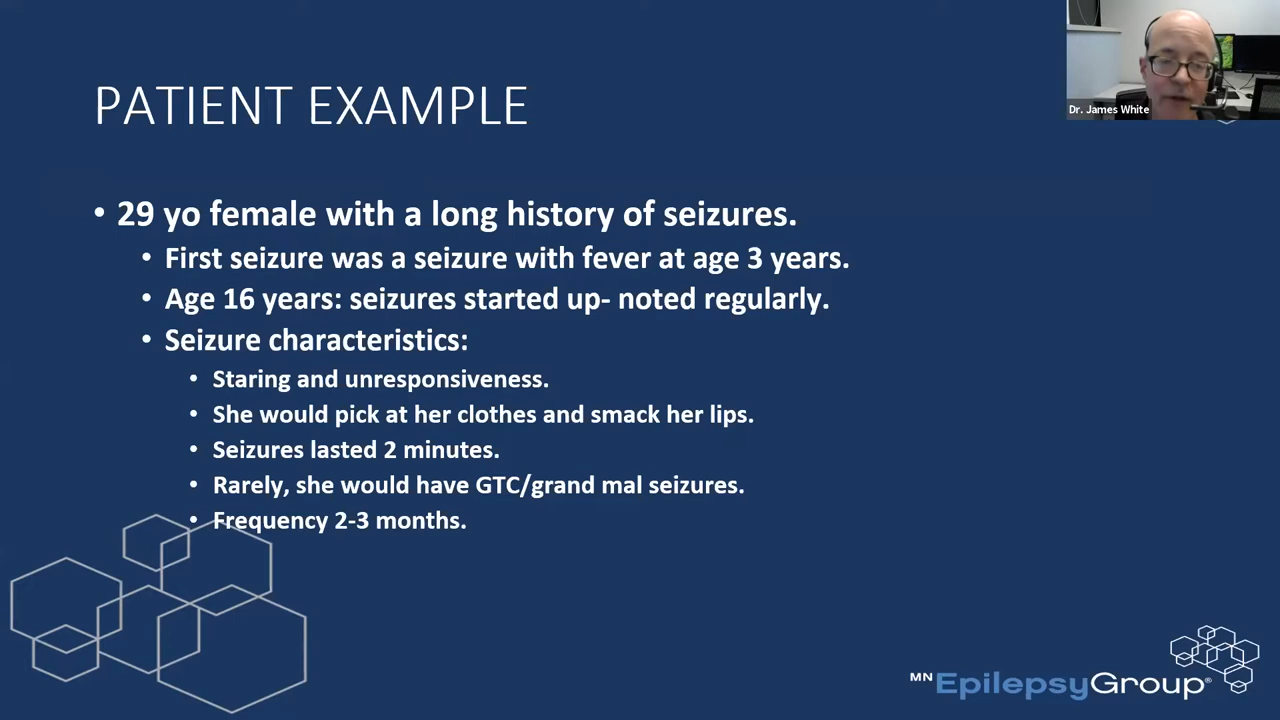 Dr. James White
PATIENT EXAMPLE
• 29 yo female with a long history of seizures.
• First seizure was a seizure with fever at age 3 years.
• Age 16 years: seizures started up- noted regularly.
• Seizure characteristics:
• Staring and unresponsiveness.
• She would pick at her clothes and smack her lips.
• Seizures lasted 2 minutes.
• Rarely, she would have GTC/grand mal seizures.
• Frequency 2-3 months.
MN EpilepsyGroup®